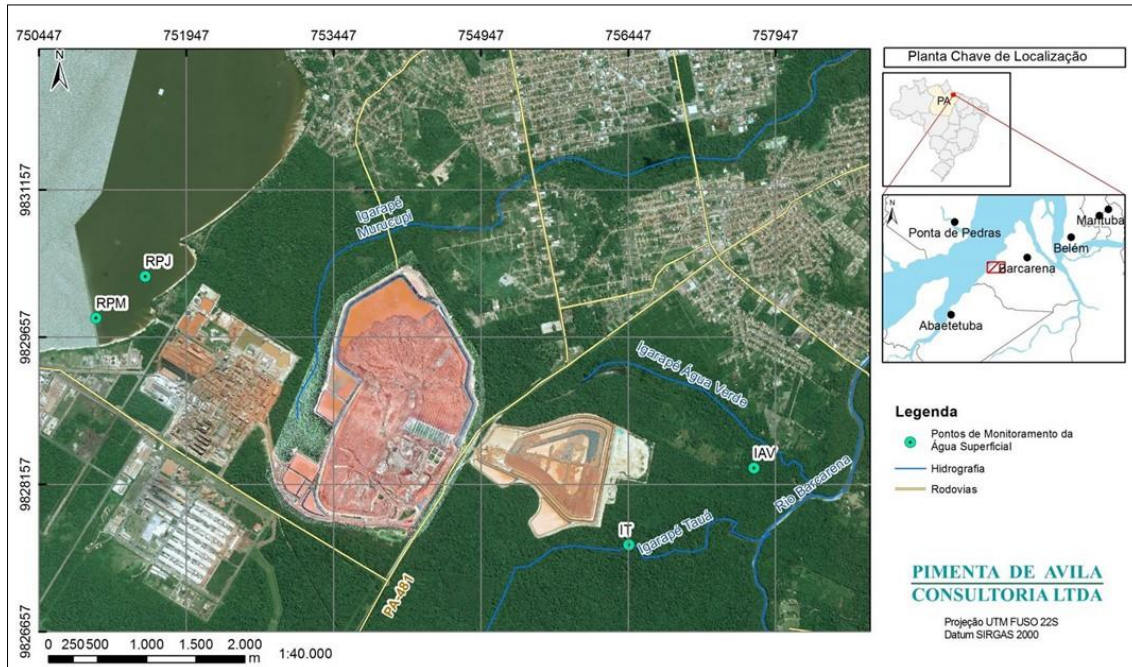 750447
751947
753447
754947
756447
757947
N
9831157
9829657
9828157
9826657
Igarapé
Murucupi
RPJ
RPM
Igarapé Água Verde
IAV
Rio Barcarena
IT
Igarapé Tauá
PA-481
0 250500 1.000 1.500 2.000
m
1:40.000
Planta Chave de Localização
N
PA
N
Ponta de Pedras
Marituba
Belém
Barcarena
Abaetetuba
Legenda
Pontos de Monitoramento da
Água Superficial
Hidrografia
Rodovias
PIMENTA DE AVILA
CONSULTORIA LTDA
Projeção UTM FUSO 22S
Datum SIRGAS 2000